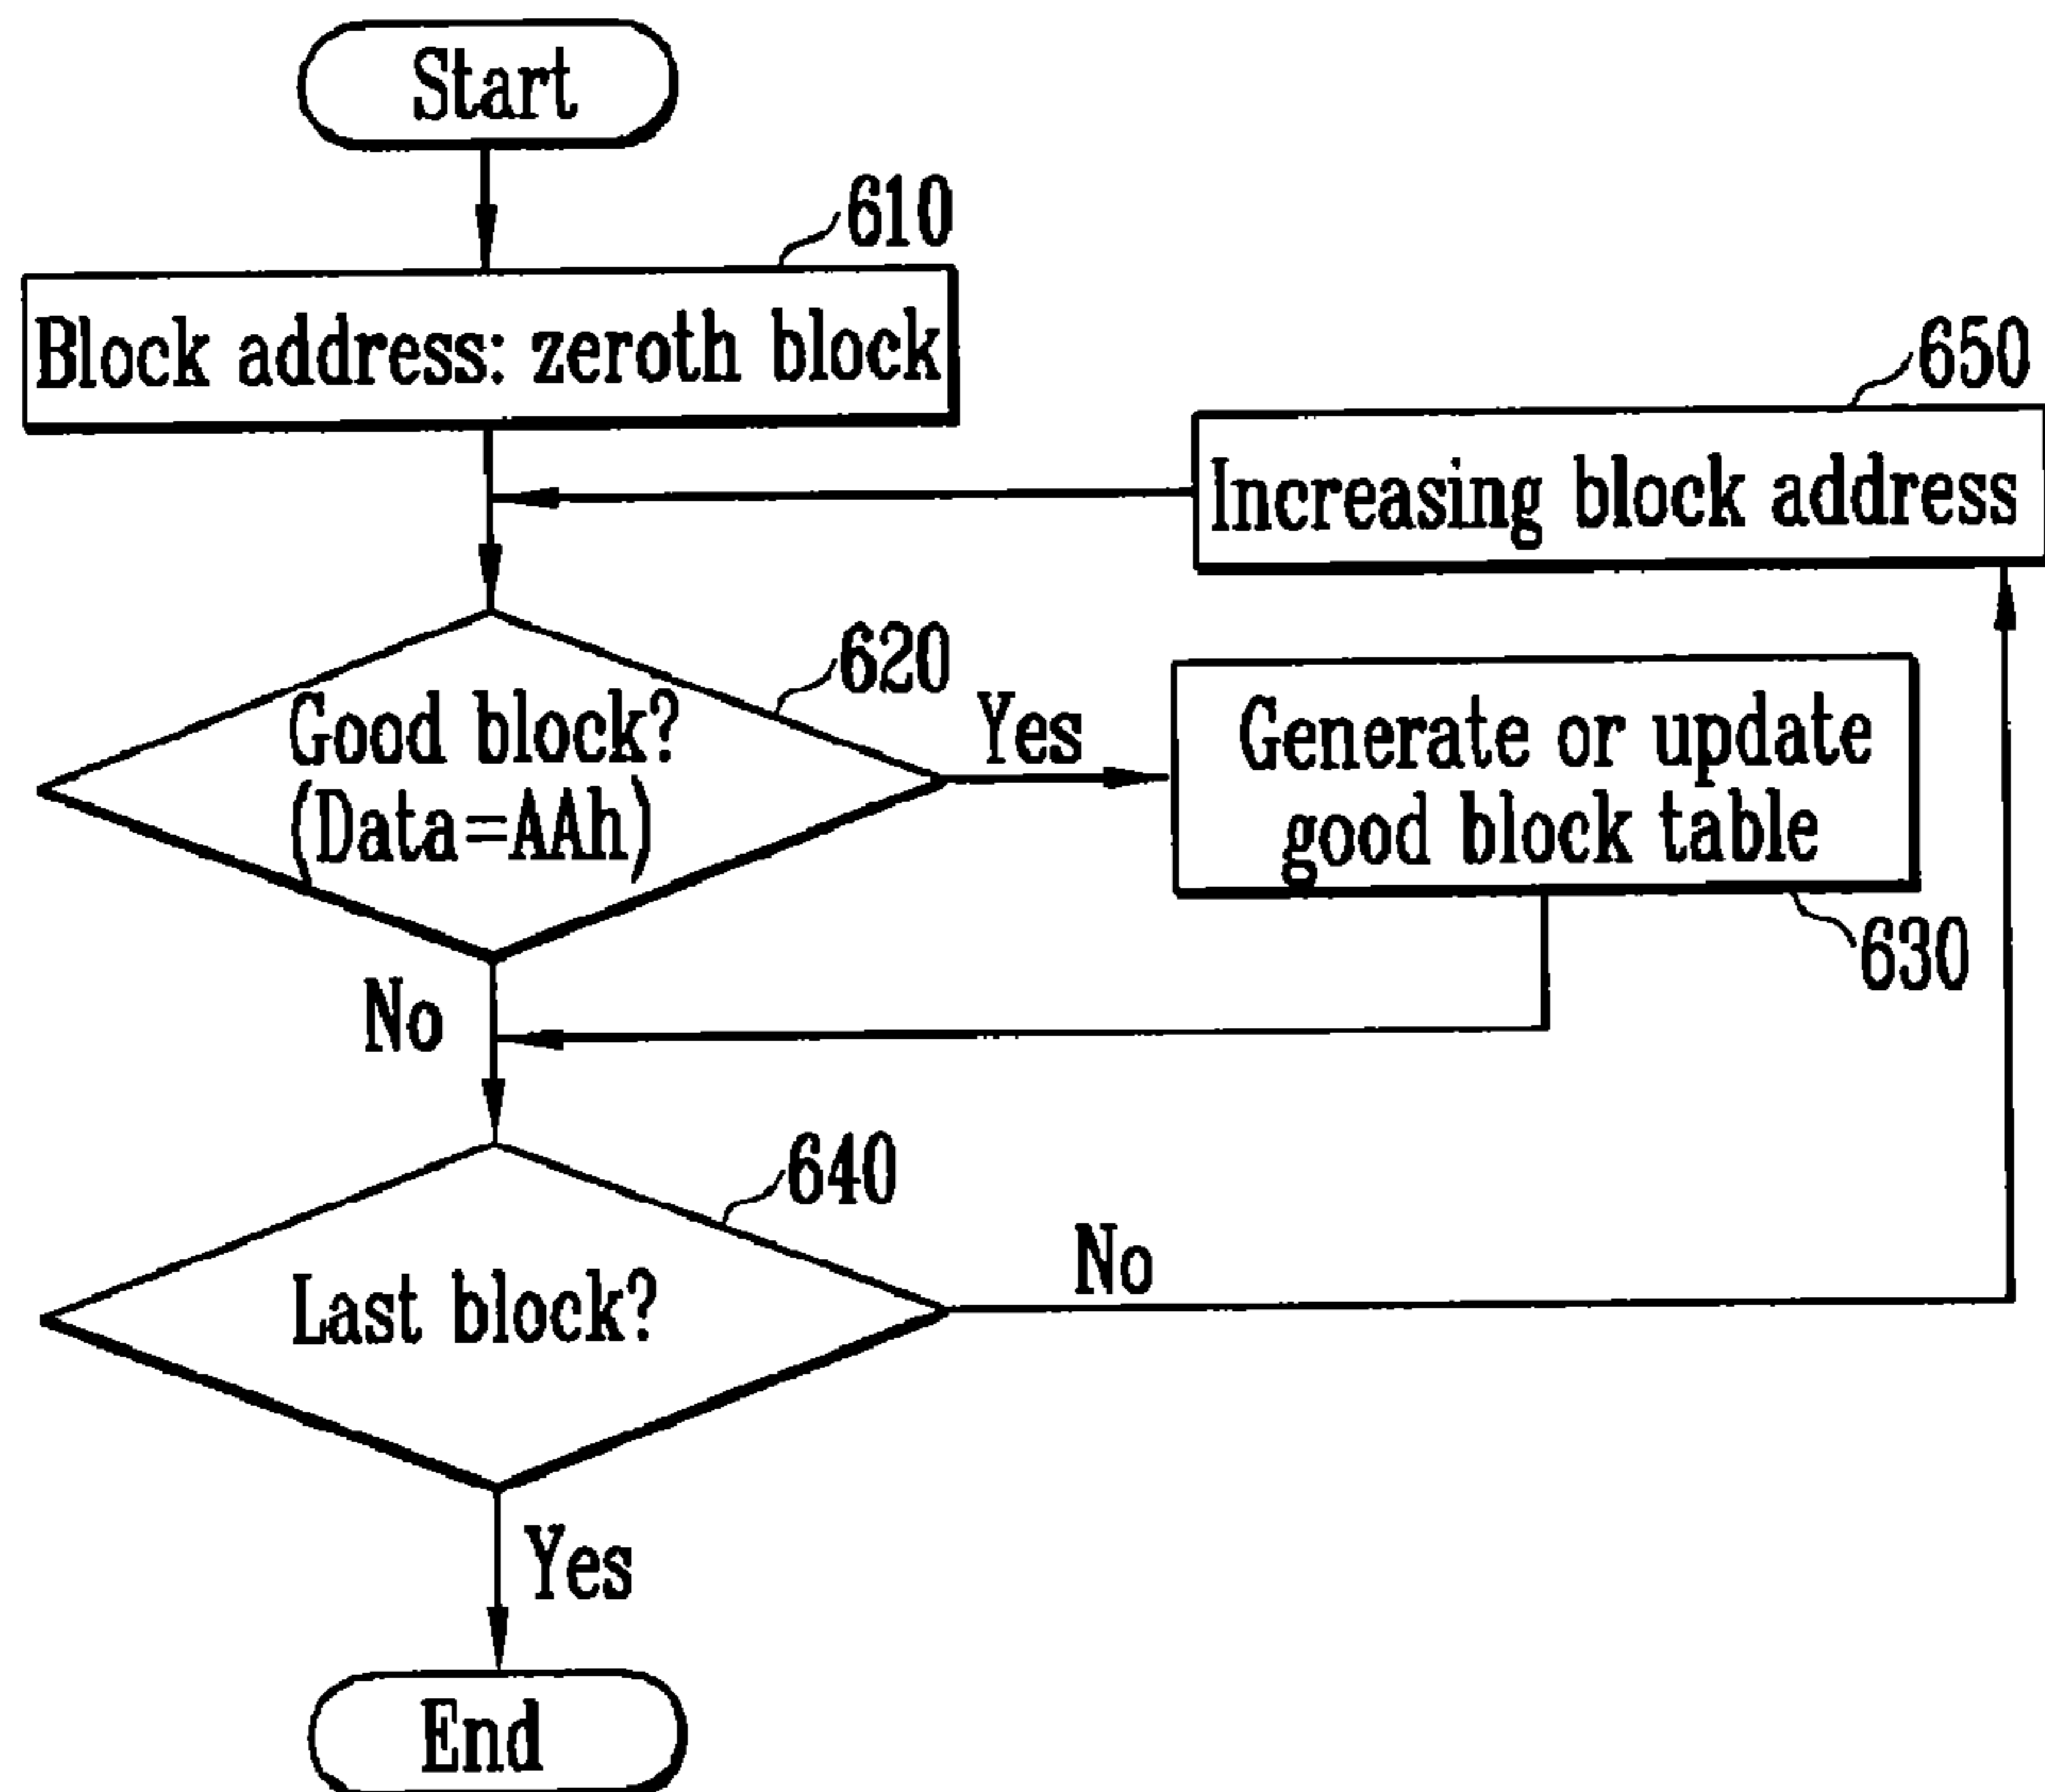 Start
610
Block address: zeroth block
650
Increasing block address
620
Good block?
(Data=AAh)
Yes
Generate or update
good block table
630
No
640
Last block?
No
Yes
End